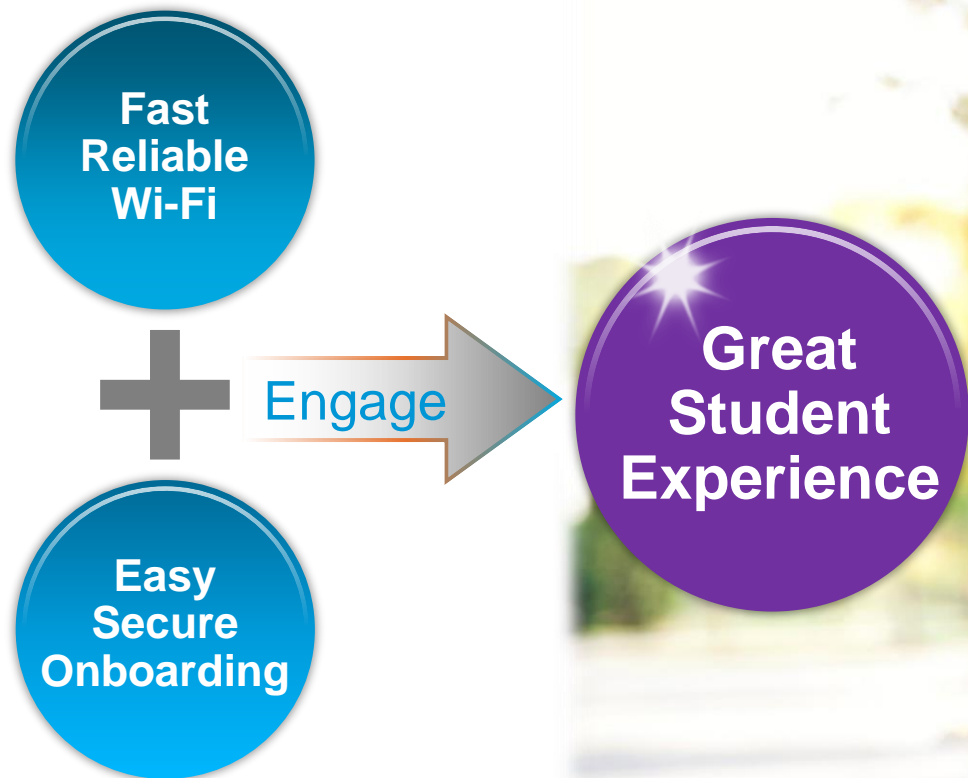 Fast
Reliable
Wi-Fi
Engage
Easy
Secure
Onboarding
Great
Student
Experience